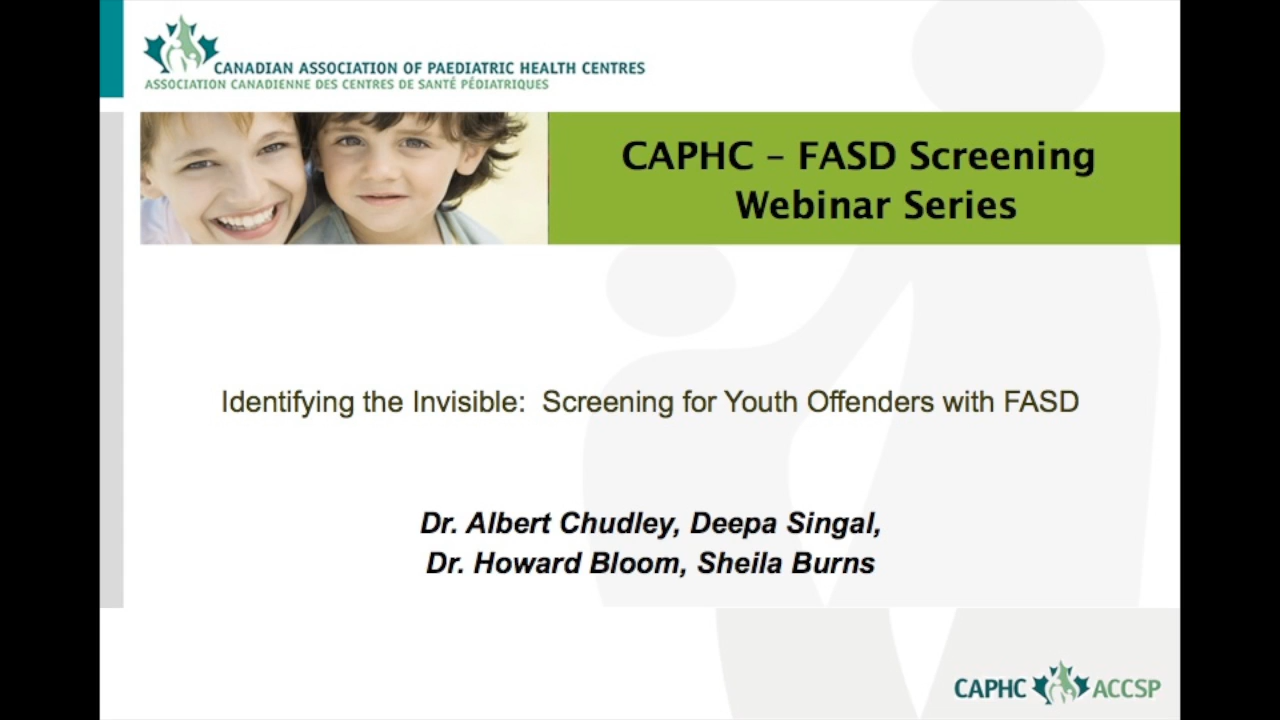 CANADIAN ASSOCIATION OF PAEDIATRIC HEALTH CENTRES
ASSOCIATION CANADIENNE DES CENTRES DE SANTÉ PÉDIATRIQUES
CAPHC – FASD Screening
Webinar Series
Identifying the Invisible:  Screening for Youth Offenders with FASD
Dr. Albert Chudley, Deepa Singal,
Dr. Howard Bloom, Sheila Burns
CAPHC ACCSP